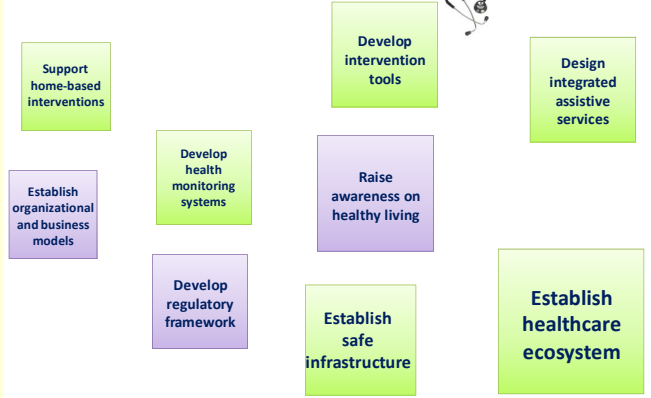 Develop
intervention
tools
Design
integrated
assistive
services
Support
home-based
interventions
Develop
health
monitoring
systems
Raise
awareness on
healthy living
Establish
organizational
and business
models
Develop
regulatory
framework
Establish
safe
infrastructure
Establish
healthcare
ecosystem